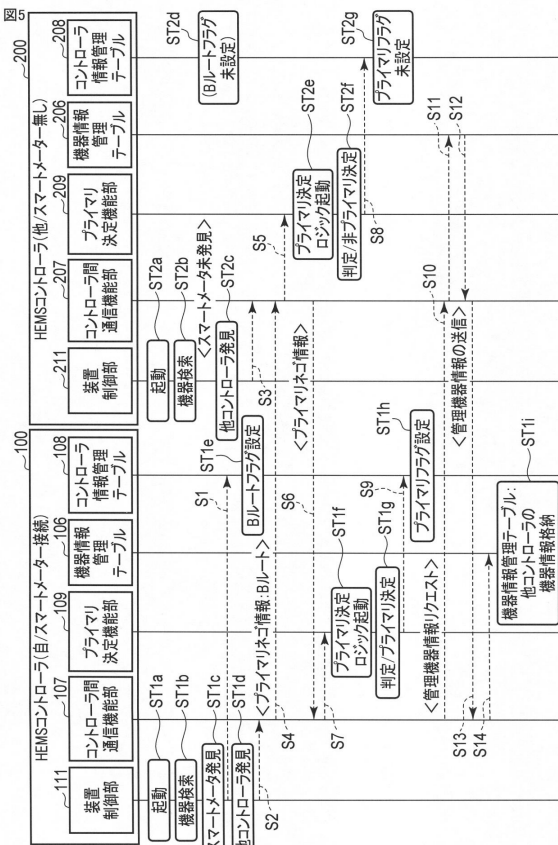 図5
100
HEMSコントローラ(自/スマートメーター接続)
111
装置
制御部
107
コントローラ間
通信機能部
109
プライマリ
決定機能部
106
機器情報
管理
テーブル
108
コントローラ
情報管理
テーブル
200
HEMSコントローラ(他/スマートメーター無し)
211
装置
制御部
207
コントローラ間
通信機能部
209
プライマリ
決定機能部
206
機器情報
管理
テーブル
208
コントローラ
情報管理
テーブル
起動
ST1a
機器検索
ST1b
スマートメータ発見
ST1c
他コントローラ発見
ST1d
起動
ST2a
機器検索
ST2b
<スマートメータ未発見>
他コントローラ発見
ST2c
ST2d
(Bルートフラグ
未設定)
S1
Bルートフラグ設定
ST1e
S2
S3
<プライマリネゴ情報:Bルート>
S4
S5
プライマリ決定
ロジック起動
ST2e
<プライマリネゴ情報>
S6
判定/非プライマリ決定
ST2f
S7
プライマリ決定
ロジック起動
ST1f
S8
プライマリフラグ
未設定
ST2g
判定/プライマリ決定
ST1g
S9
プライマリフラグ設定
ST1h
<管理機器情報リクエスト>
S10
S11
<管理機器情報の送信>
S12
S13
S14
機器情報管理テーブル:
他コントローラの
機器情報格納
ST1i